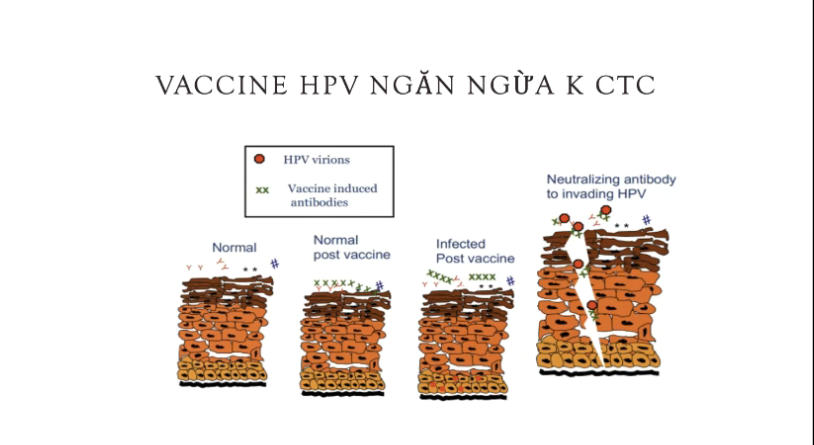 VACCINE HPV NGĂN NGỪA K CTC
HPV virions
xx Vaccine induced
antibodies
Normal
Normal
post vaccine
Infected
Post vaccine
Neutralizing antibody
to invading HPV